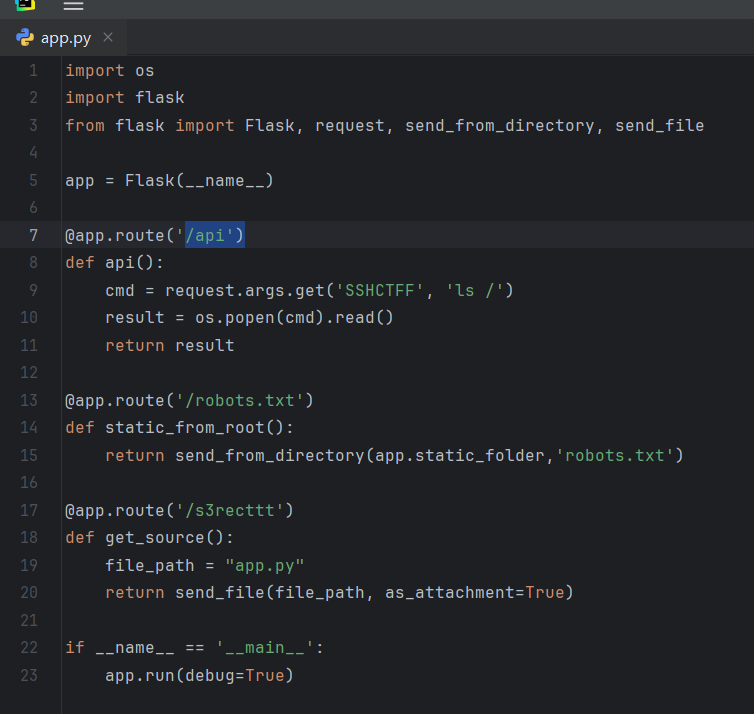 app.py
1 import os
2 import flask
3 from flask import Flask, request, send_from_directory, send_file
4
5 app = Flask(__name__)
6
7 @app.route('/api')
8 def api():
9     cmd = request.args.get('SSHCTFF', 'ls /')
10     result = os.popen(cmd).read()
11     return result
12
13 @app.route('/robots.txt')
14 def static_from_root():
15     return send_from_directory(app.static_folder,'robots.txt')
16
17 @app.route('/s3recttt')
18 def get_source():
19     file_path = "app.py"
20     return send_file(file_path, as_attachment=True)
21
22 if __name__ == '__main__':
23     app.run(debug=True)